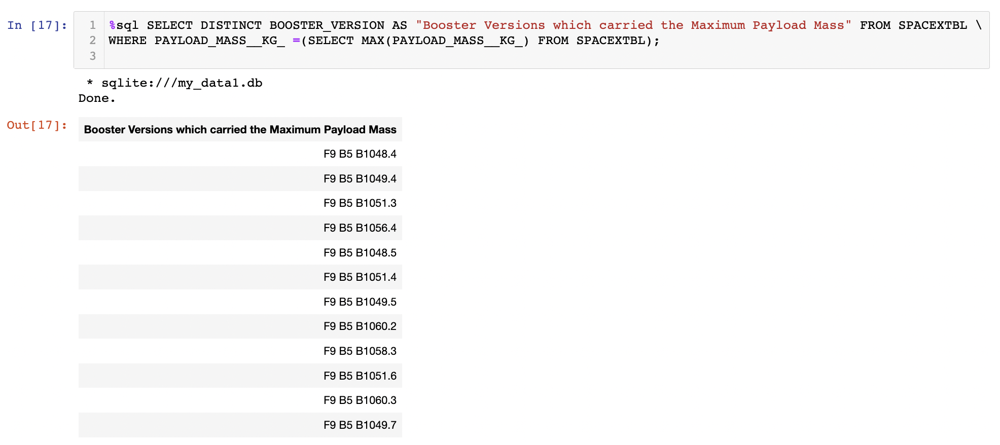 In [17]:
1 %sql SELECT DISTINCT BOOSTER_VERSION AS "Booster Versions which carried the Maximum Payload Mass" FROM SPACEXTBL \
2 WHERE PAYLOAD_MASS__KG_ =(SELECT MAX(PAYLOAD_MASS__KG_) FROM SPACEXTBL);
3
* sqlite:///my_data1.db
Done.
Out[17]:
Booster Versions which carried the Maximum Payload Mass
F9 B5 B1048.4
F9 B5 B1049.4
F9 B5 B1051.3
F9 B5 B1056.4
F9 B5 B1048.5
F9 B5 B1051.4
F9 B5 B1049.5
F9 B5 B1060.2
F9 B5 B1058.3
F9 B5 B1051.6
F9 B5 B1060.3
F9 B5 B1049.7